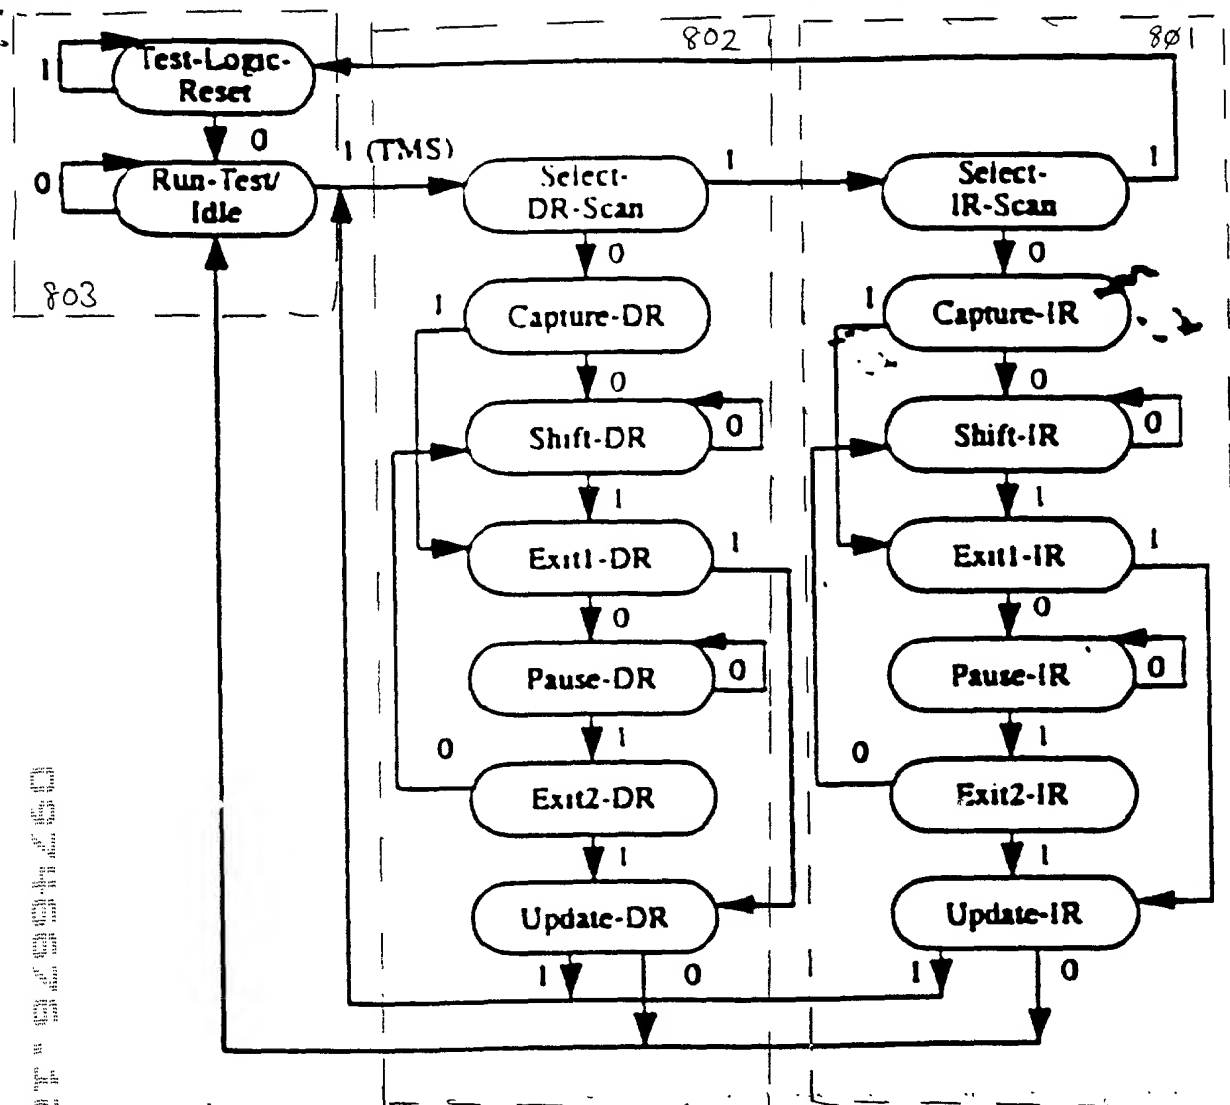 802
801
1
Test-Logic-
Reset
0
1 (TMS)
0
Run-Test/
Idle
803
Select-
DR-Scan
1
0
1
Capture-DR
0
Shift-DR
0
1
Exit1-DR
1
0
Pause-DR
0
1
0
Exit2-DR
1
Update-DR
1
0
Select-
IR-Scan
1
0
1
Capture-IR
0
Shift-IR
0
1
Exit1-IR
1
0
Pause-IR
0
1
0
Exit2-IR
1
Update-IR
1
0